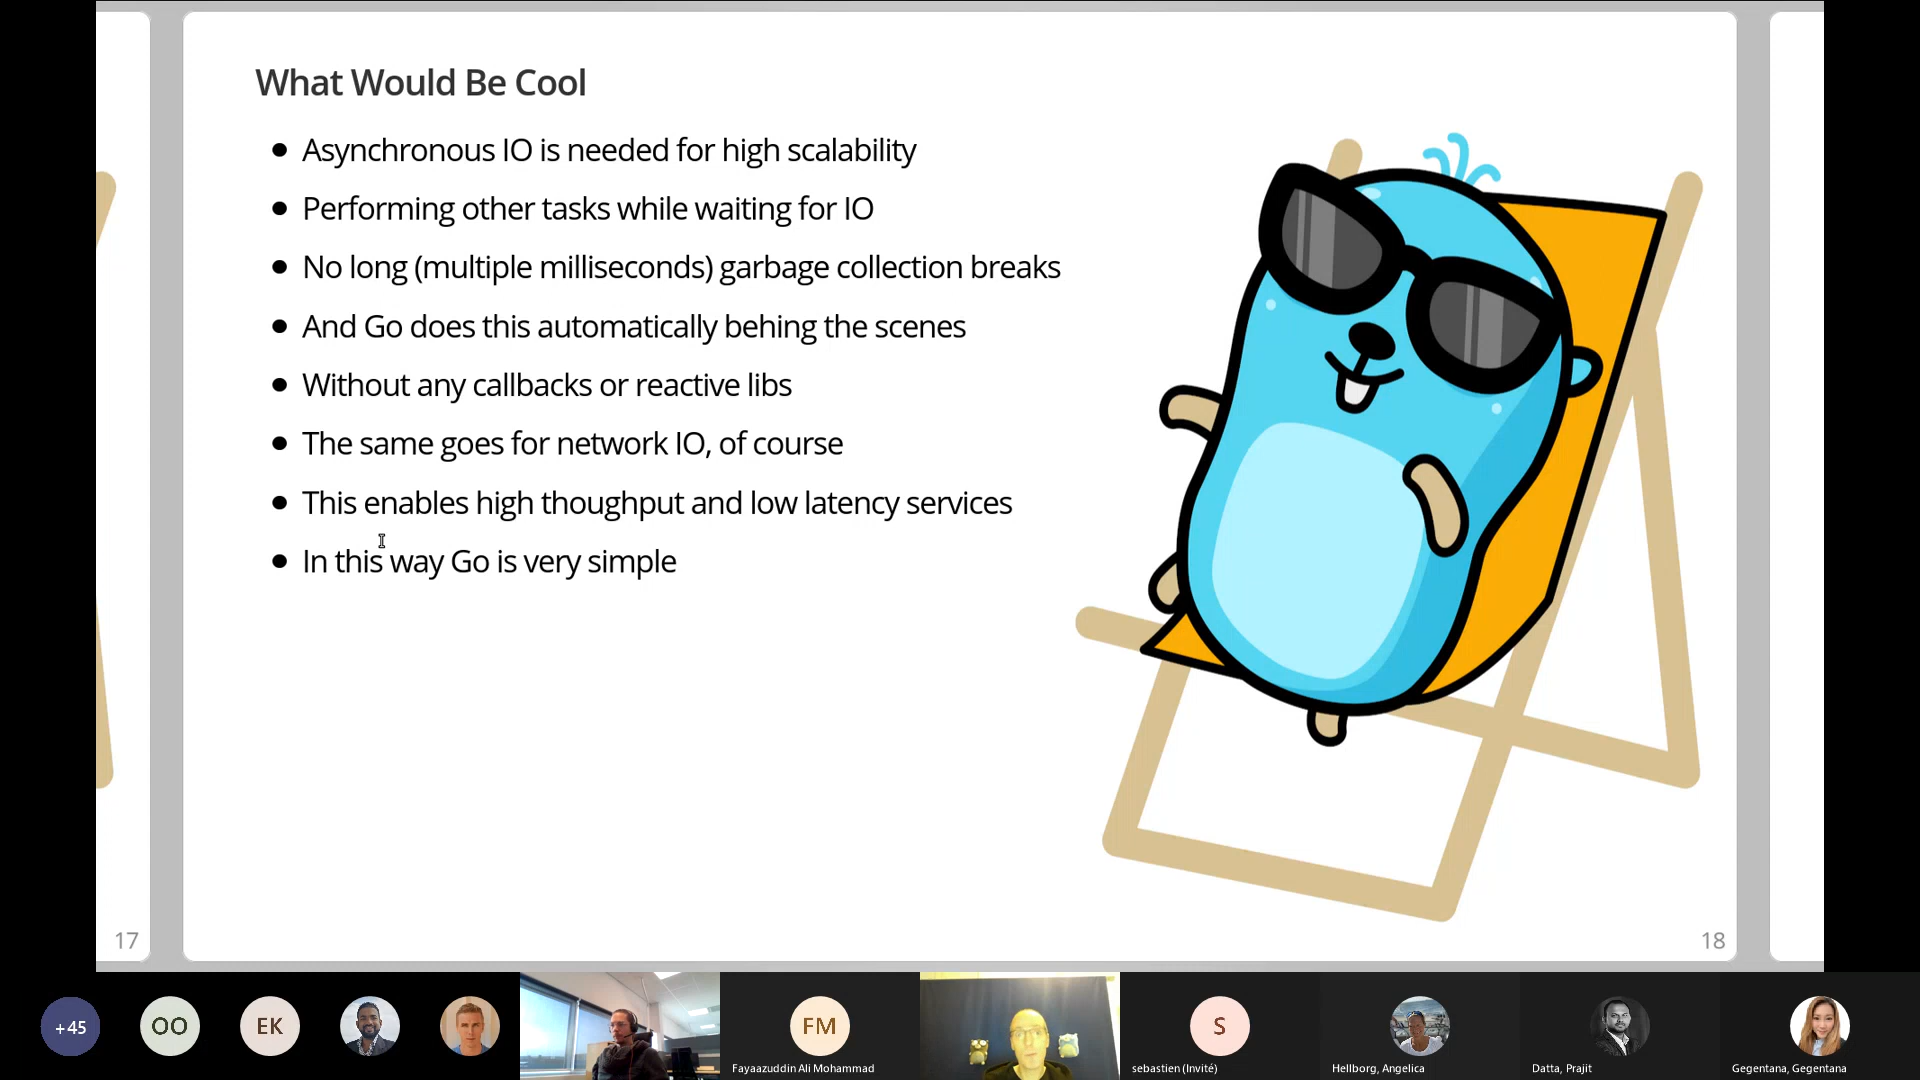 What Would Be Cool
Asynchronous IO is needed for high scalability
Performing other tasks while waiting for IO
No long (multiple milliseconds) garbage collection breaks
And Go does this automatically behing the scenes
Without any callbacks or reactive libs
The same goes for network IO, of course
This enables high thoughput and low latency services
In this way Go is very simple
17
18
+45
OO
EK
FM
S
Fayaazuddin Ali Mohammad
sebastien (Invité)
Hellborg, Angelica
Datta, Prajit
Gegentana, Gegentana